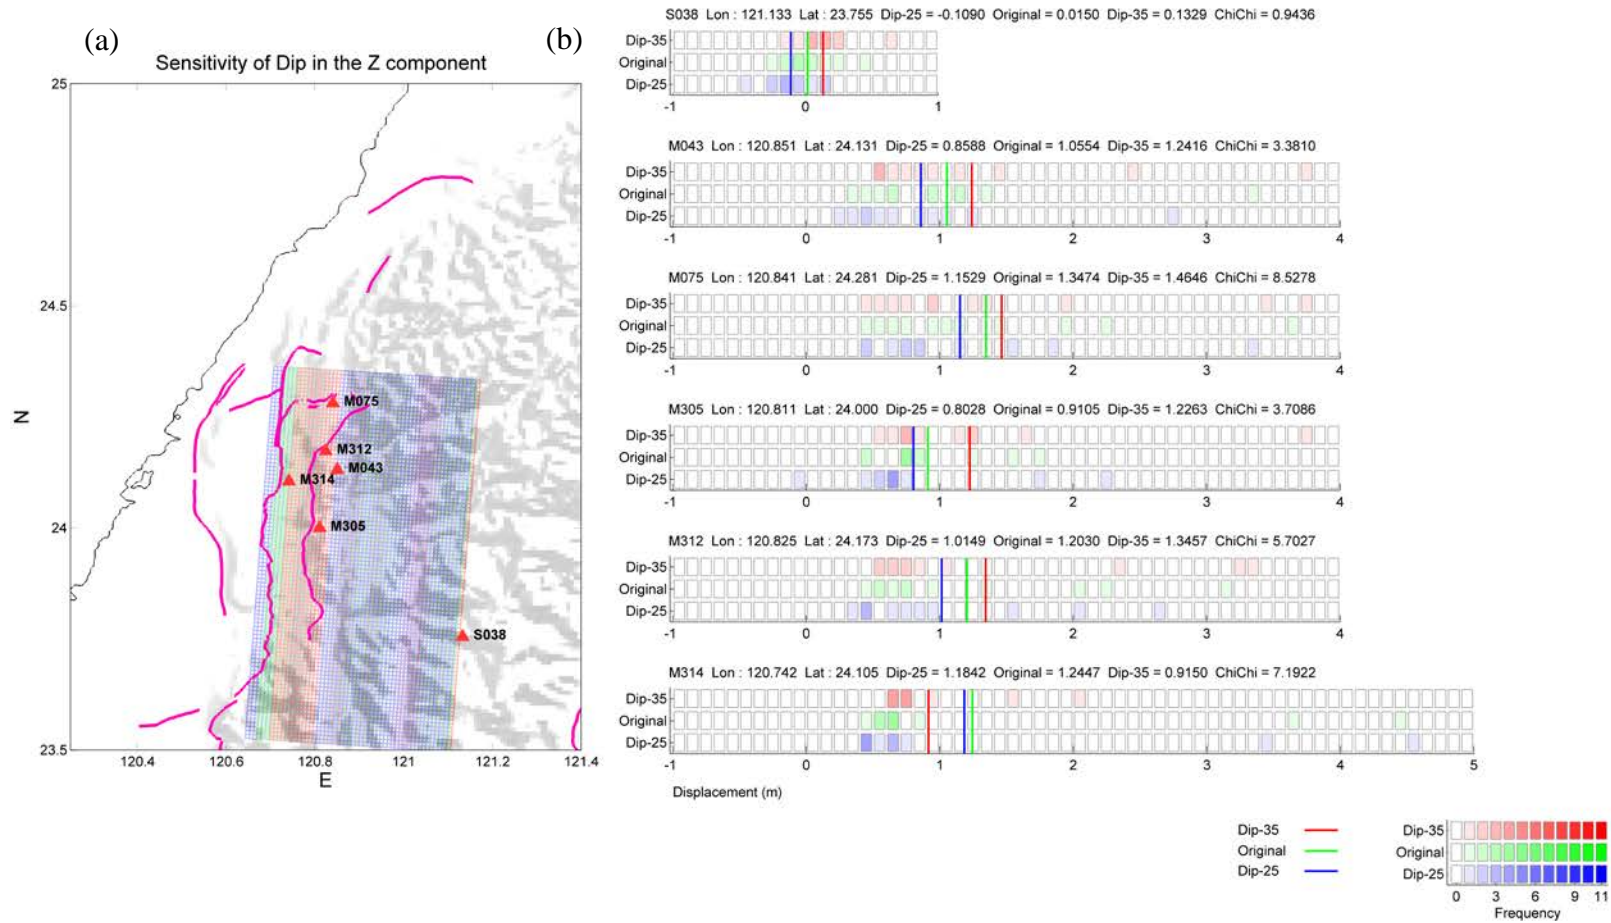 (a)
(b)
Sensitivity of Dip in the Z component
25
24.5
24
23.5
N
120.4 120.6 120.8 121 121.2 121.4
E
M075
M312
M043
M314
M305
S038
S038 Lon : 121.133 Lat : 23.755 Dip-25 = -0.1090 Original = 0.0150 Dip-35 = 0.1329 ChiChi = 0.9436
Dip-35
Original
Dip-25
-1 0 1
M043 Lon : 120.851 Lat : 24.131 Dip-25 = 0.8588 Original = 1.0554 Dip-35 = 1.2416 ChiChi = 3.3810
Dip-35
Original
Dip-25
-1 0 1 2 3 4
M075 Lon : 120.841 Lat : 24.281 Dip-25 = 1.1529 Original = 1.3474 Dip-35 = 1.4646 ChiChi = 8.5278
Dip-35
Original
Dip-25
-1 0 1 2 3 4
M305 Lon : 120.811 Lat : 24.000 Dip-25 = 0.8028 Original = 0.9105 Dip-35 = 1.2263 ChiChi = 3.7086
Dip-35
Original
Dip-25
-1 0 1 2 3 4
M312 Lon : 120.825 Lat : 24.173 Dip-25 = 1.0149 Original = 1.2030 Dip-35 = 1.3457 ChiChi = 5.7027
Dip-35
Original
Dip-25
-1 0 1 2 3 4
M314 Lon : 120.742 Lat : 24.105 Dip-25 = 1.1842 Original = 1.2447 Dip-35 = 0.9150 ChiChi = 7.1922
Dip-35
Original
Dip-25
-1 0 1 2 3 4 5
Displacement (m)
Dip-35
Original
Dip-25
Dip-35
Original
Dip-25
0 3 6 9 11
Frequency